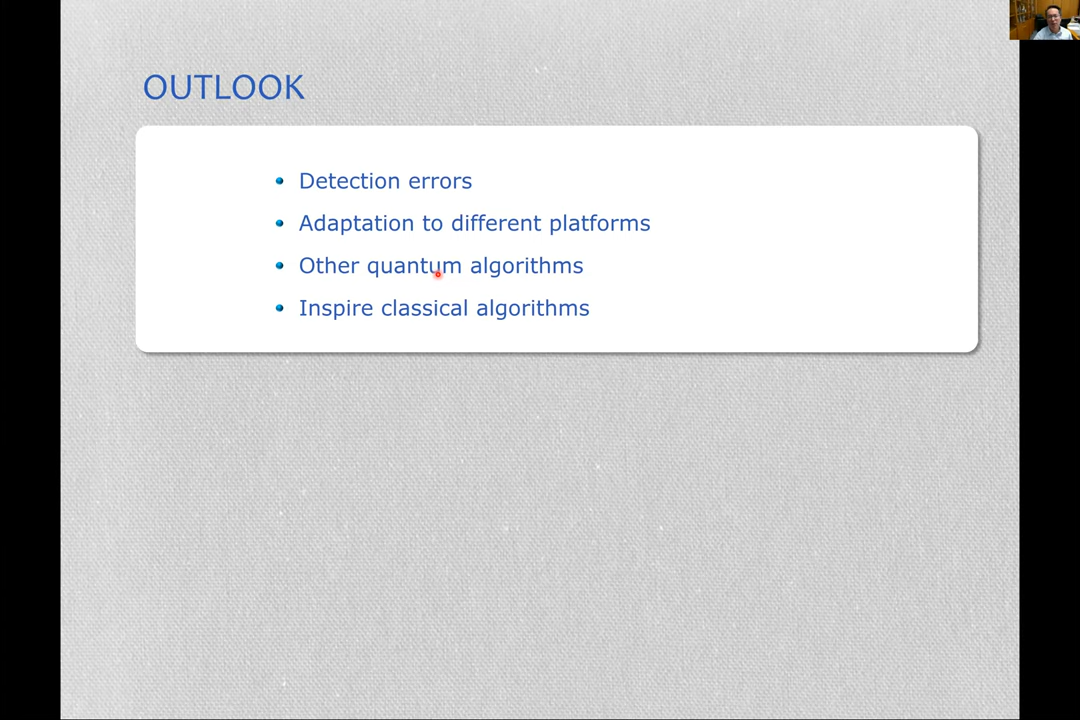 OUTLOOK
Detection errors
Adaptation to different platforms
Other quantum algorithms
Inspire classical algorithms